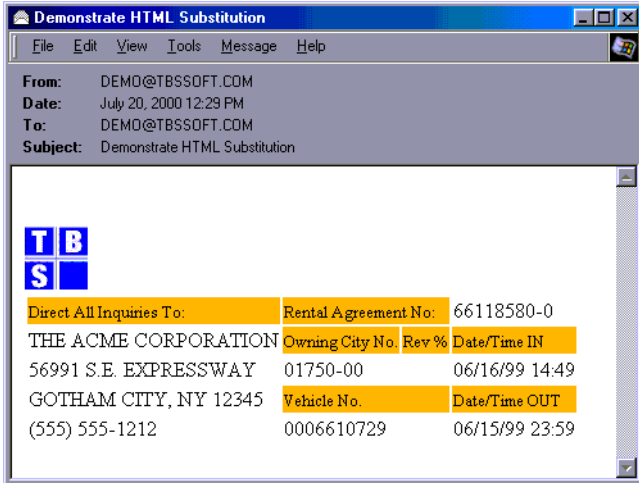 Demonstrate HTML Substitution
File Edit View Tools Message Help
From: DEMO@TBSSOFT.COM
Date: July 20, 2000 12:29 PM
To: DEMO@TBSSOFT.COM
Subject: Demonstrate HTML Substitution
T B
S
Direct All Inquiries To: Rental Agreement No: 66118580-0
THE ACME CORPORATION Owning City No. Rev % Date/Time IN
56991 S.E. EXPRESSWAY 01750-00 06/16/99 14:49
GOTHAM CITY, NY 12345 Vehicle No. Date/Time OUT
(555) 555-1212 0006610729 06/15/99 23:59